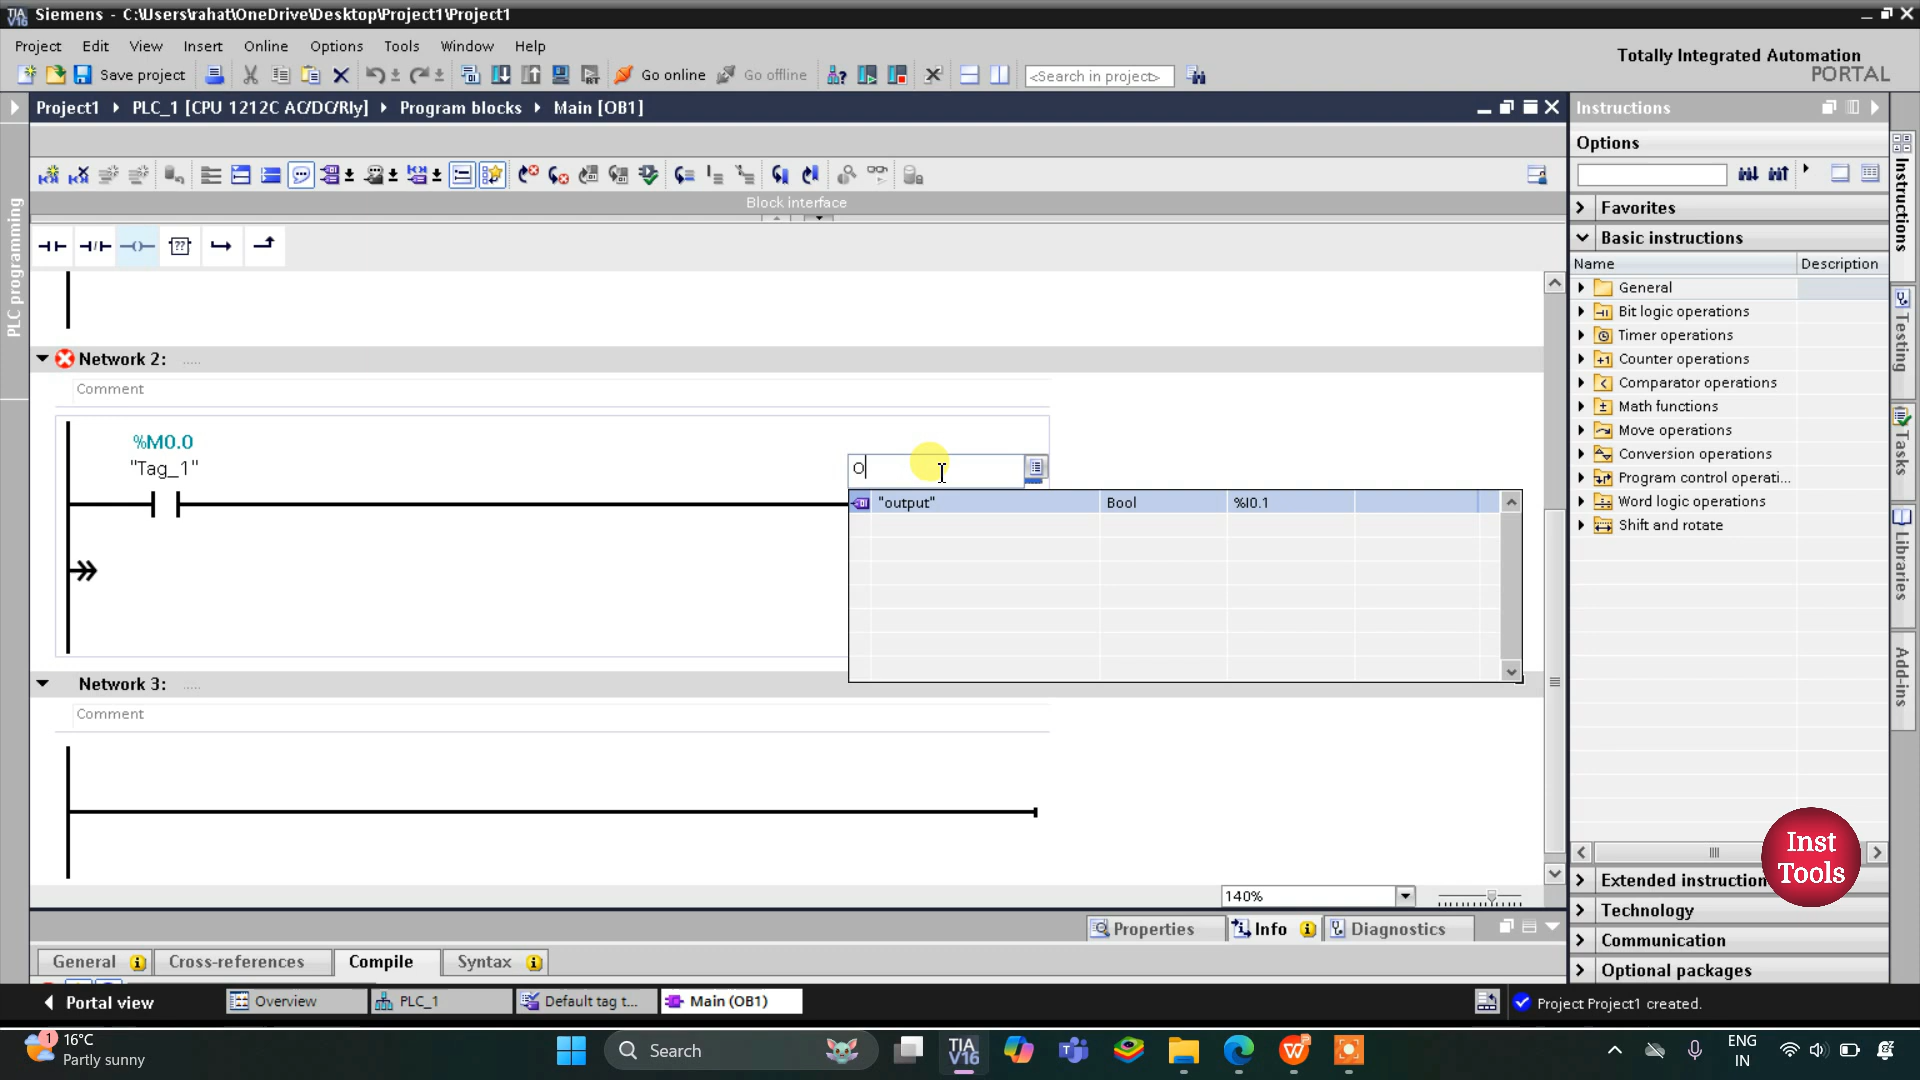 Siemens - C:\Users\rahat\OneDrive\Desktop\Project1\Project1
Project Edit View Insert Online Options Tools Window Help
Totally Integrated Automation
PORTAL
Save project
Go online
Go offline
<Search in project>
Project1 PLC_1 [CPU 1212C AC/DC/Rly] Program blocks Main [OB1]
Instructions
Options
Block interface
PLC programming
Favorites
Basic instructions
Name Description
General
Bit logic operations
Timer operations
Counter operations
Comparator operations
Math functions
Move operations
Conversion operations
Program control operati...
Word logic operations
Shift and rotate
Instructions
Testing
Tasks
Libraries
Add-ins
??
Network 2: .....
Comment
%M0.0
"Tag_1"
O
"output" Bool %I0.1
Network 3: .....
Comment
140%
Inst
Tools
Extended instruction
Technology
Communication
Optional packages
Properties Info Diagnostics
General Cross-references Compile Syntax
Portal view Overview PLC_1 Default tag t... Main (OB1)
Project Project1 created.
1
16°C
Partly sunny
Search
TIA
V16
ENG
IN